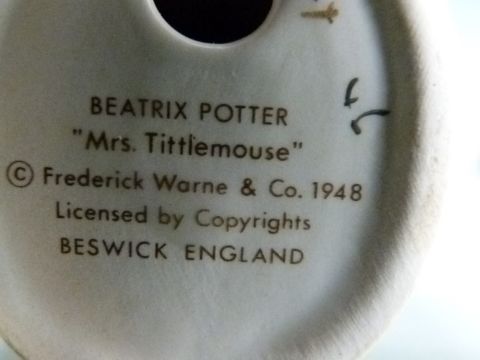 BEATRIX POTTER
"Mrs. Tittlemouse"
© Frederick Warne & Co. 1948
Licensed by Copyrights
BESWICK ENGLAND